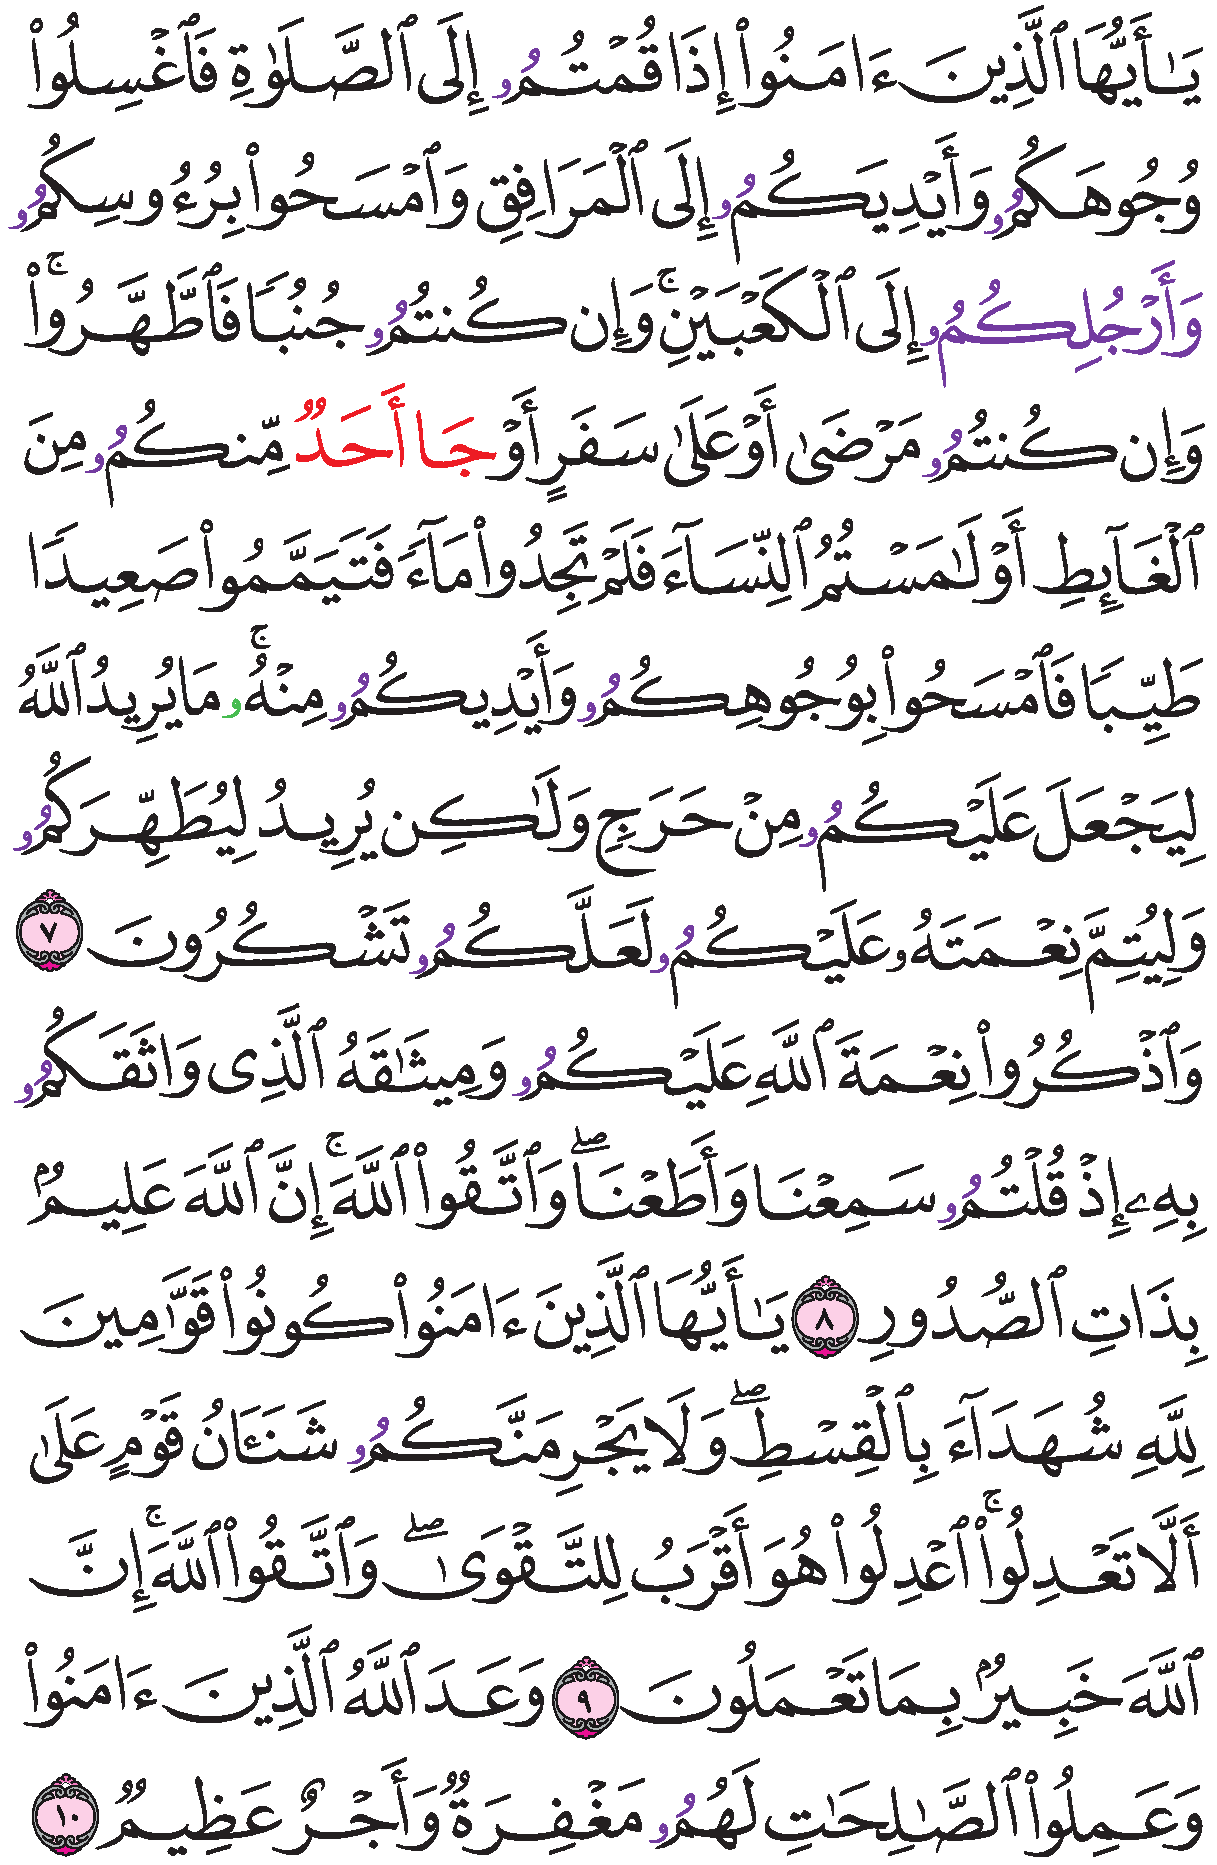 يَـٰٓأَيُّهَا ٱلَّذِينَ ءَامَنُوا۟ إِذَا قُمْتُمُۥ إِلَى ٱلصَّلَوٰةِ فَٱغْسِلُوا۟
وُجُوهَكُمُۥ وَأَيْدِيَكُمُۥ إِلَى ٱلْمَرَافِقِ وَٱمْسَحُوا۟ بِرُءُوسِكُمُۥ
وَأَرْجُلِكُمُۥ إِلَى ٱلْكَعْبَيْنِ ۚ وَإِن كُنتُمُۥ جُنُبًا فَٱطَّهَّرُوا۟ ۚ
وَإِن كُنتُمُۥ مَرْضَىٰ أَوْ عَلَىٰ سَفَرٍ أَوْ جَا أَحَدٌ مِّنكُمُۥ مِنَ
ٱلْغَآئِطِ أَوْ لَـٰمَسْتُمُ ٱلنِّسَآءَ فَلَمْ تَجِدُوا۟ مَآءً فَتَيَمَّمُوا۟ صَعِيدًا
طَيِّبًا فَٱمْسَحُوا۟ بِوُجُوهِكُمُۥ وَأَيْدِيكُمُۥ مِنْهُۥ ۚ مَا يُرِيدُ ٱللَّهُ
لِيَجْعَلَ عَلَيْكُمُۥ مِنْ حَرَجٍ وَلَـٰكِن يُرِيدُ لِيُطَهِّرَكُمُۥ
وَلِيُتِمَّ نِعْمَتَهُۥ عَلَيْكُمُۥ لَعَلَّكُمُۥ تَشْكُرُونَ ٧
وَٱذْكُرُوا۟ نِعْمَةَ ٱللَّهِ عَلَيْكُمُۥ وَمِيثَـٰقَهُ ٱلَّذِى وَاثَقَكُمُۥ
بِهِۦٓ إِذْ قُلْتُمُۥ سَمِعْنَا وَأَطَعْنَا ۖ وَٱتَّقُوا۟ ٱللَّهَ ۚ إِنَّ ٱللَّهَ عَلِيمٌۢ
بِذَاتِ ٱلصُّدُورِ ٨ يَـٰٓأَيُّهَا ٱلَّذِينَ ءَامَنُوا۟ كُونُوا۟ قَوَّٰمِينَ
لِلَّهِ شُهَدَآءَ بِٱلْقِسْطِ ۖ وَلَا يَجْرِمَنَّكُمُۥ شَنَـَٔانُ قَوْمٍ عَلَىٰٓ
أَلَّا تَعْدِلُوا۟ ۚ ٱعْدِلُوا۟ هُوَ أَقْرَبُ لِلتَّقْوَىٰ ۖ وَٱتَّقُوا۟ ٱللَّهَ ۚ إِنَّ
ٱللَّهَ خَبِيرٌۢ بِمَا تَعْمَلُونَ ٩ وَعَدَ ٱللَّهُ ٱلَّذِينَ ءَامَنُوا۟
وَعَمِلُوا۟ ٱلصَّـٰلِحَـٰتِ لَهُمُۥ مَغْفِرَةٌ وَأَجْرٌ عَظِيمٌ ١٠